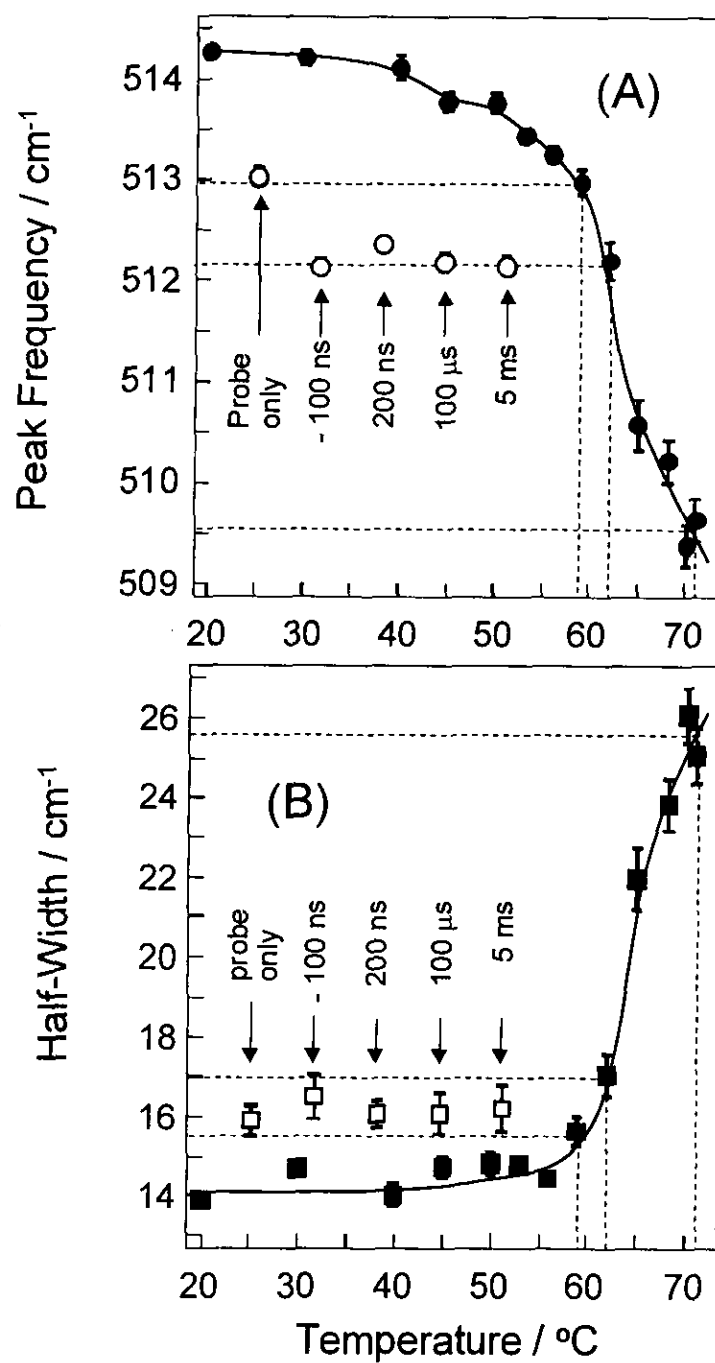 (A)
Peak Frequency / cm-1
514
513
512
511
510
509
Probe only
- 100 ns
200 ns
100 µs
5 ms
20 30 40 50 60 70
(B)
Half-Width / cm-1
26
24
22
20
18
16
14
probe only
- 100 ns
200 ns
100 µs
5 ms
20 30 40 50 60 70
Temperature / °C